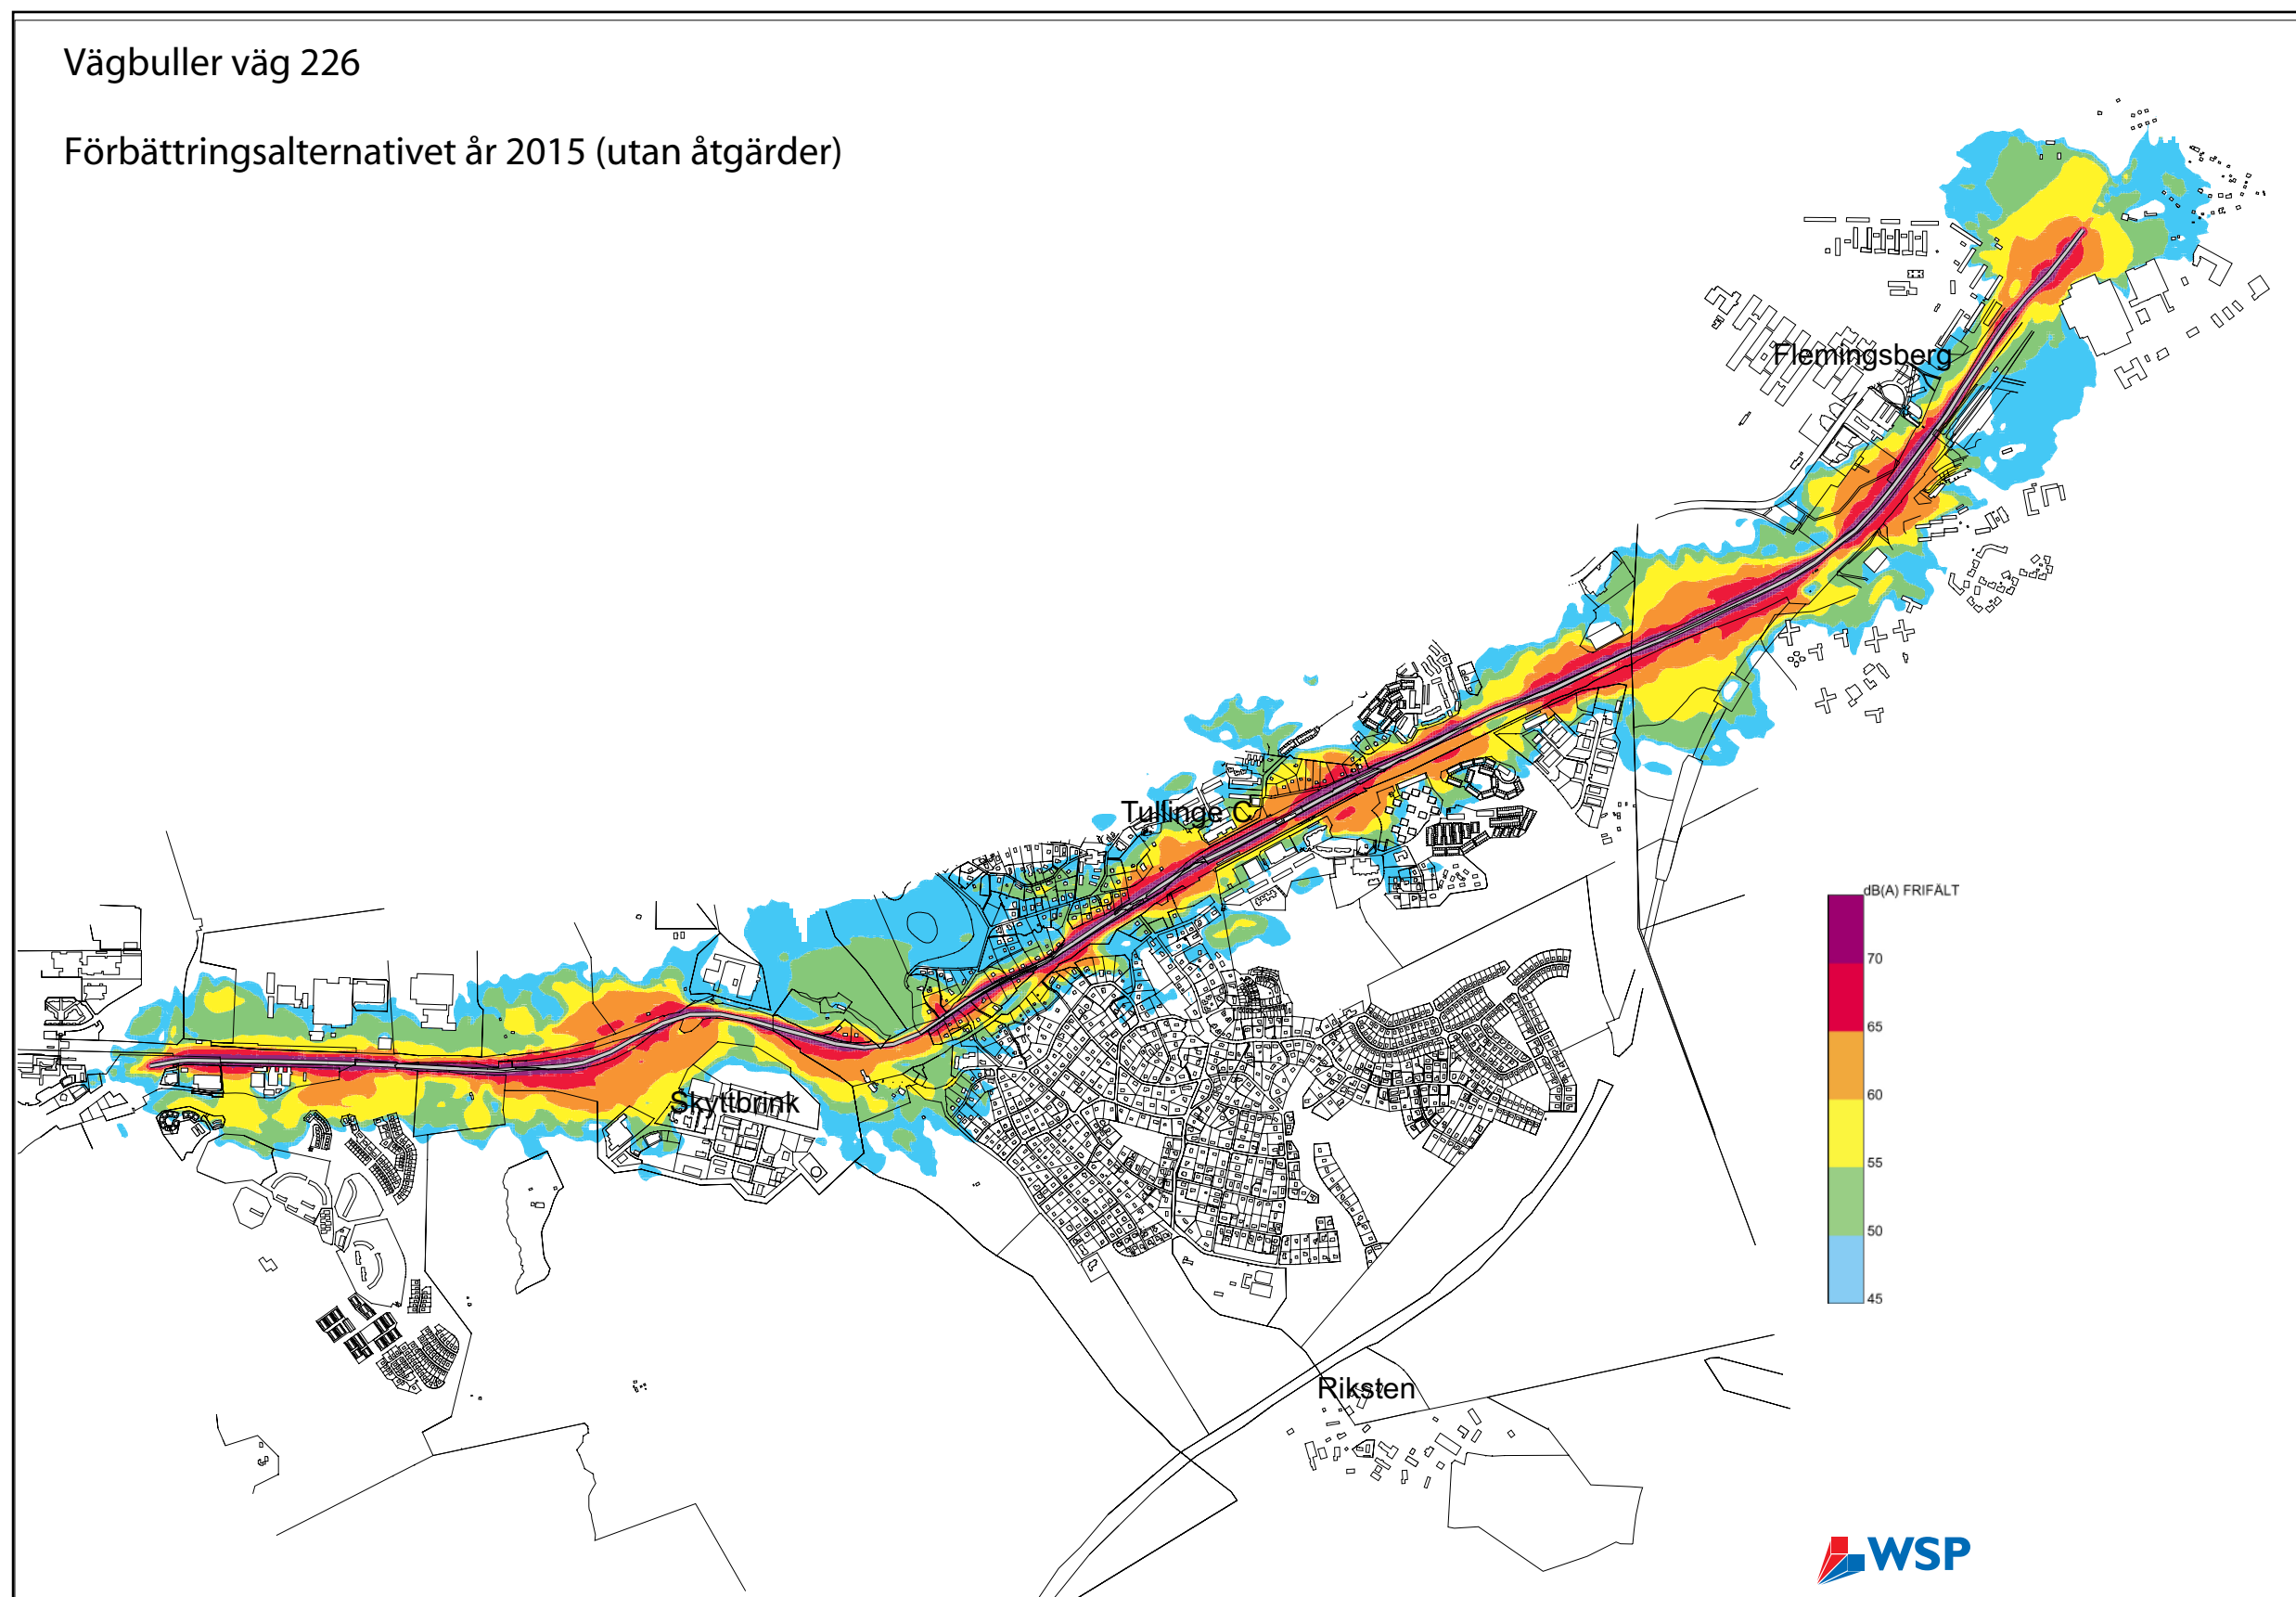 Vägbuller väg 226
Förbättringsalternativet år 2015 (utan åtgärder)
Flemingsberg
Tullinge C
dB(A) FRIFÄLT
70
65
60
55
50
45
Skyttbrink
Riksten
WSP